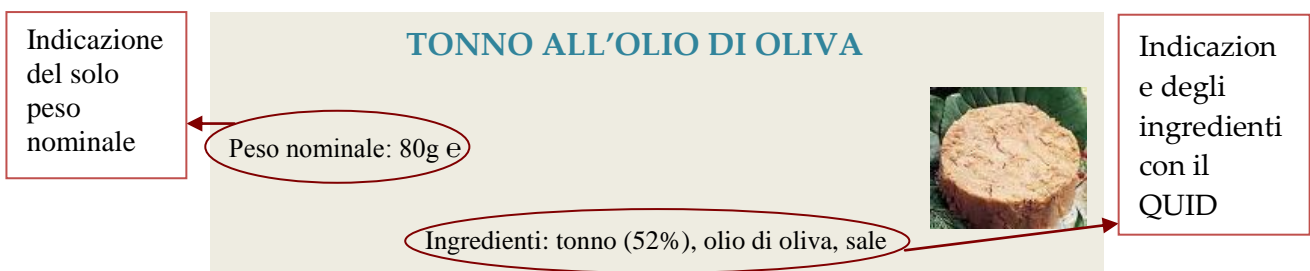 Indicazione
del solo
peso
nominale
TONNO ALL’OLIO DI OLIVA
Peso nominale: 80g ℮
Ingredienti: tonno (52%), olio di oliva, sale
Indicazion
e degli
ingredienti
con il
QUID